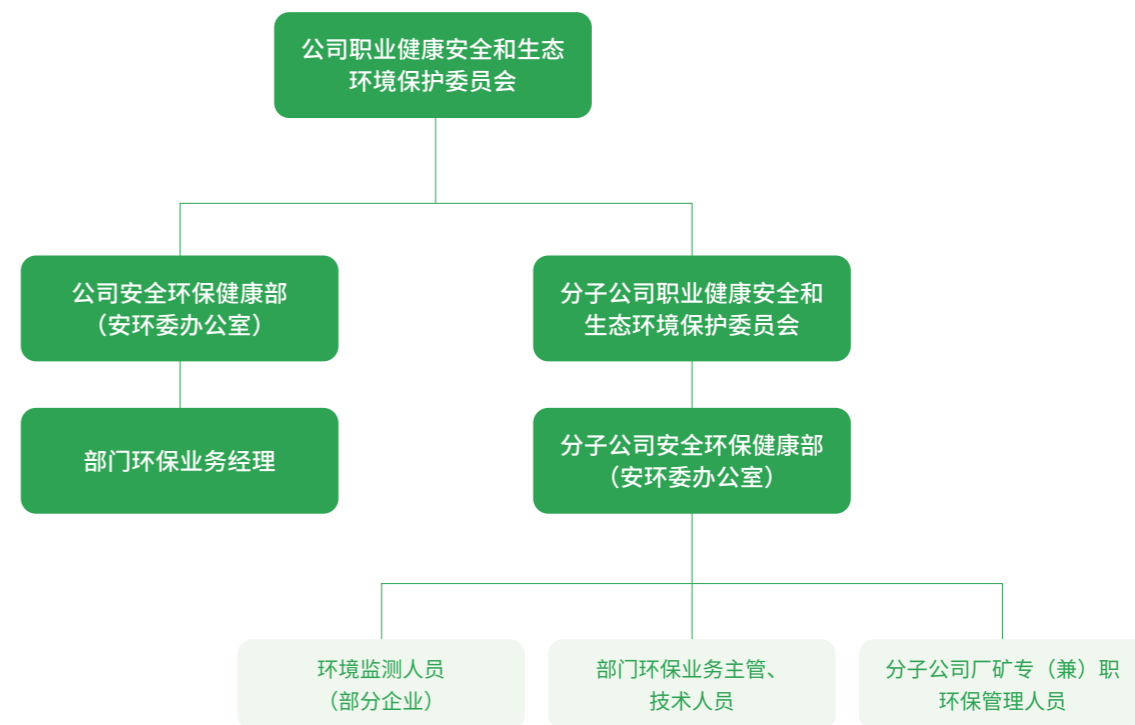 公司职业健康安全和生态
环境保护委员会
公司安全环保健康部
（安环委办公室）
分子公司职业健康安全和
生态环境保护委员会
部门环保业务经理
分子公司安全环保健康部
（安环委办公室）
环境监测人员
（部分企业）
部门环保业务主管、
技术人员
分子公司厂矿专（兼）职
环保管理人员